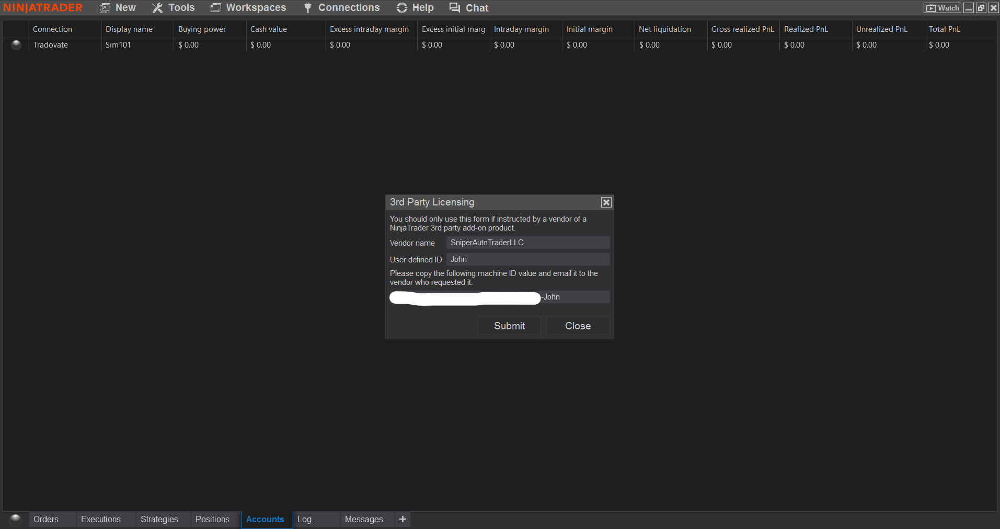 NINJATRADER New Tools Workspaces Connections Help Chat Watch
Connection Display name Buying power Cash value Excess intraday margin Excess initial marg Intraday margin Initial margin Net liquidation Gross realized PnL Realized PnL Unrealized PnL Total PnL
Tradovate Sim101 $ 0.00 $ 0.00 $ 0.00 $ 0.00 $ 0.00 $ 0.00 $ 0.00 $ 0.00 $ 0.00 $ 0.00 $ 0.00
3rd Party Licensing
You should only use this form if instructed by a vendor of a
NinjaTrader 3rd party add-on product.
Vendor name SniperAutoTraderLLC
User defined ID John
Please copy the following machine ID value and email it to the
vendor who requested it.
-John
Submit Close
Orders Executions Strategies Positions Accounts Log Messages +